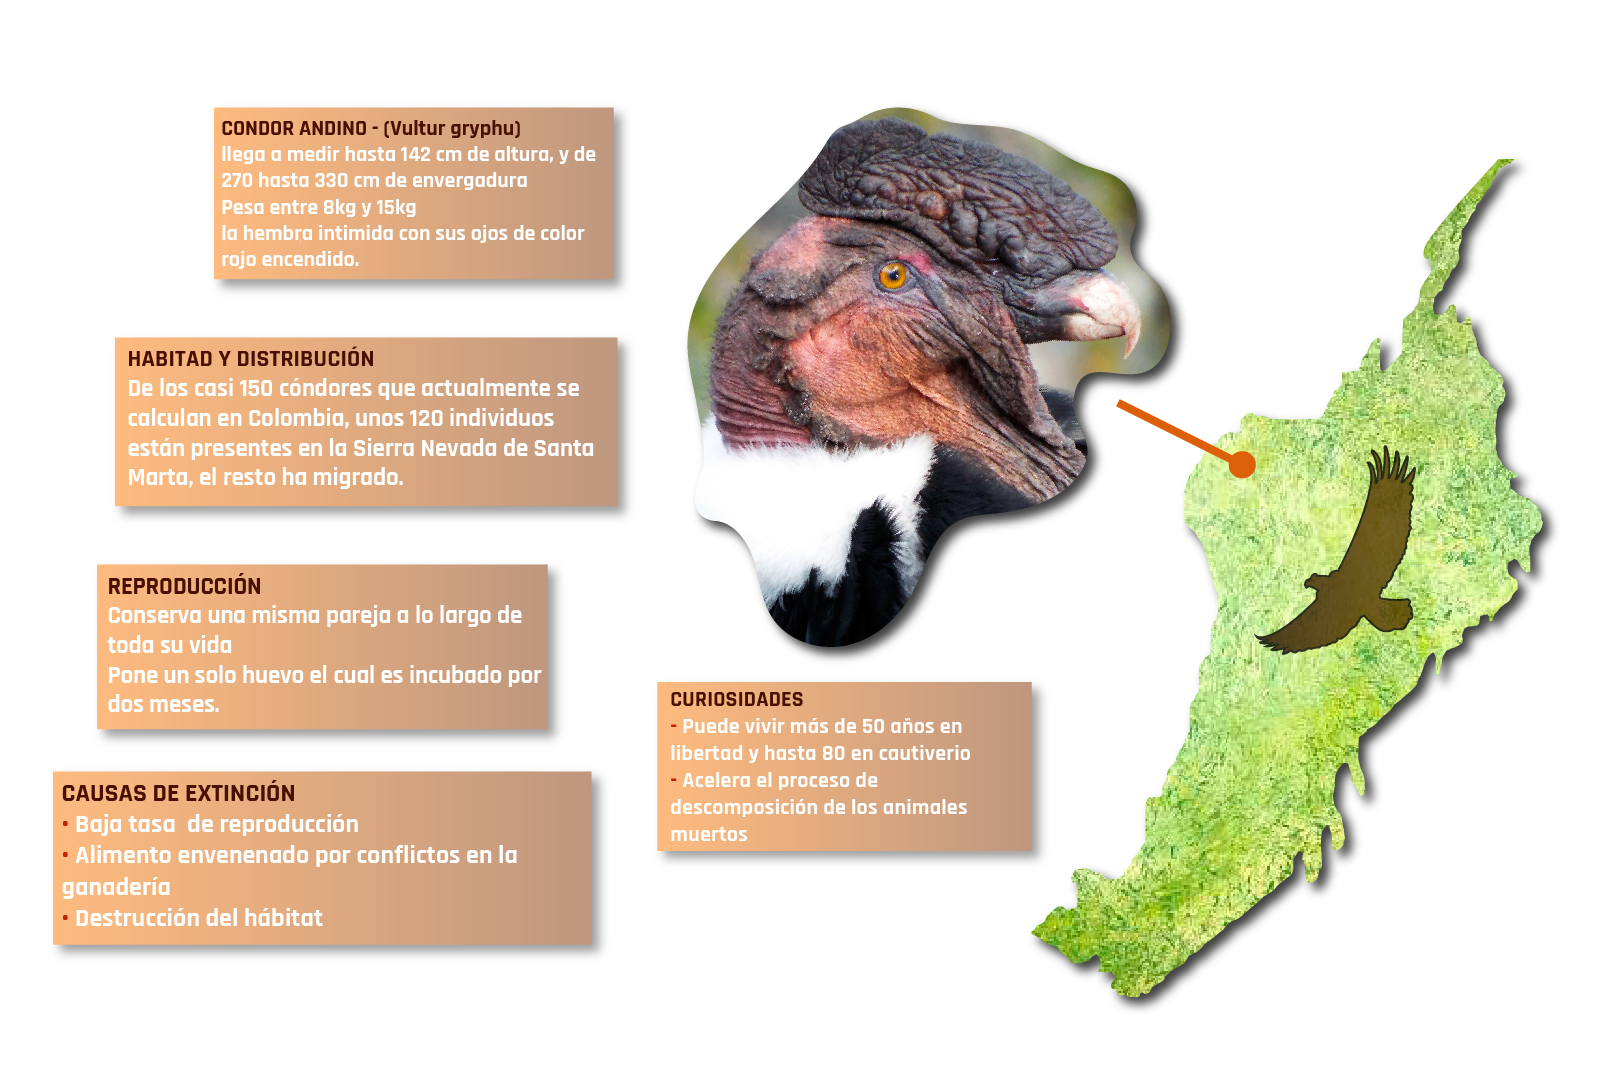 CONDOR ANDINO - (Vultur gryphu)
llega a medir hasta 142 cm de altura, y de
270 hasta 330 cm de envergadura
Pesa entre 8kg y 15kg
la hembra intimida con sus ojos de color
rojo encendido.
HABITAD Y DISTRIBUCIÓN
De los casi 150 cóndores que actualmente se
calculan en Colombia, unos 120 individuos
están presentes en la Sierra Nevada de Santa
Marta, el resto ha migrado.
REPRODUCCIÓN
Conserva una misma pareja a lo largo de
toda su vida
Pone un solo huevo el cual es incubado por
dos meses.
CAUSAS DE EXTINCIÓN
• Baja tasa  de reproducción
• Alimento envenenado por conflictos en la
ganadería
• Destrucción del hábitat
CURIOSIDADES
- Puede vivir más de 50 años en
libertad y hasta 80 en cautiverio
- Acelera el proceso de
descomposición de los animales
muertos